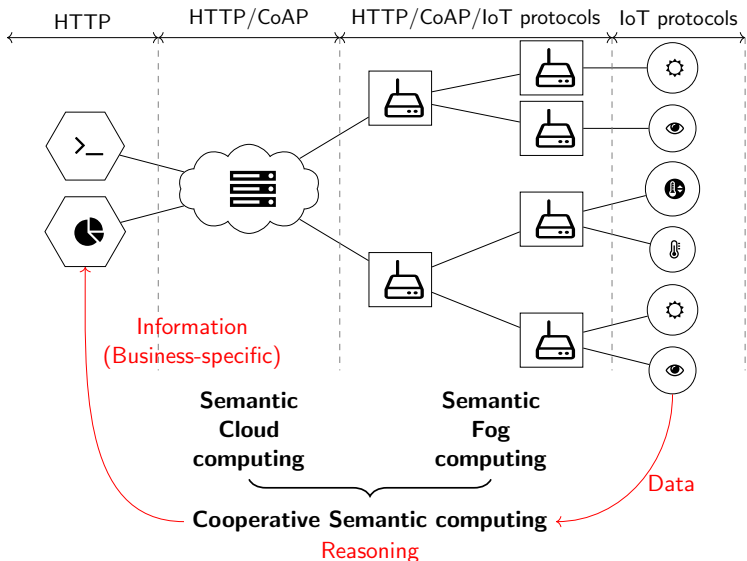 HTTP
HTTP/CoAP
HTTP/CoAP/IoT protocols
IoT protocols
Information
(Business-specific)
Semantic
Cloud
computing
Semantic
Fog
computing
Data
Cooperative Semantic computing
Reasoning